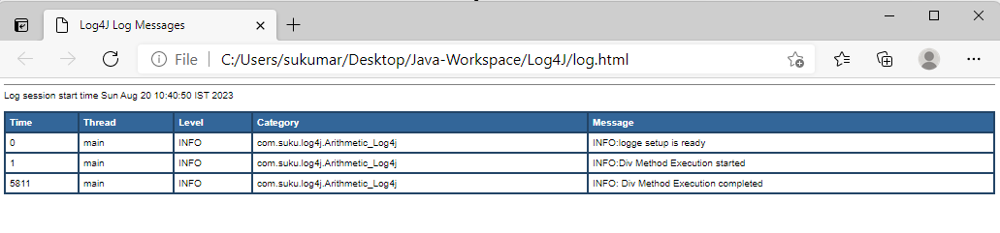 Log4J Log Messages
File C:/Users/sukumar/Desktop/Java-Workspace/Log4J/log.html
Log session start time Sun Aug 20 10:40:50 IST 2023
Time Thread Level Category Message
0 main INFO com.suku.log4j.Arithmetic_Log4j INFO:logge setup is ready
1 main INFO com.suku.log4j.Arithmetic_Log4j INFO:Div Method Execution started
5811 main INFO com.suku.log4j.Arithmetic_Log4j INFO: Div Method Execution completed